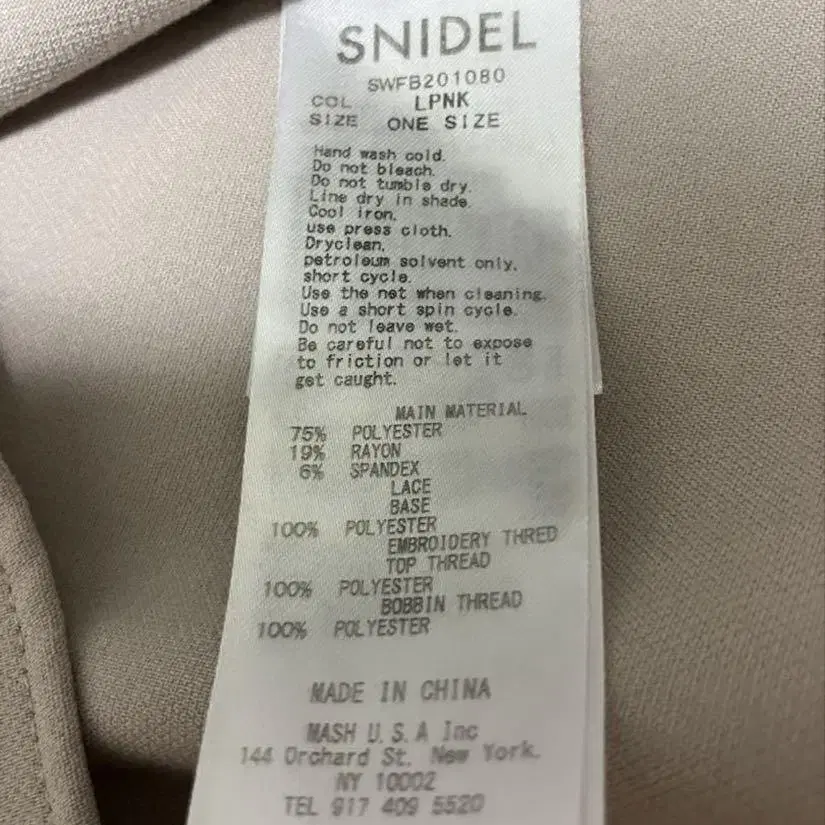 SNIDEL
SWFB201080
COL LPNK
SIZE ONE SIZE
Hand wash cold.
Do not bleach.
Do not tumble dry.
Line dry in shade.
Cool iron,
use press cloth.
Dryclean,
petroleum solvent only,
short cycle.
Use the net when cleaning.
Use a short spin cycle.
Do not leave wet.
Be careful not to expose
to friction or let it
get caught.
MAIN MATERIAL
75% POLYESTER
19% RAYON
6% SPANDEX
LACE
BASE
100% POLYESTER
EMBROIDERY THRED
TOP THREAD
100% POLYESTER
BOBBIN THREAD
100% POLYESTER
MADE IN CHINA
MASH U.S.A Inc
144 Orchard St. New York.
NY 10002
TEL 917 409 5520